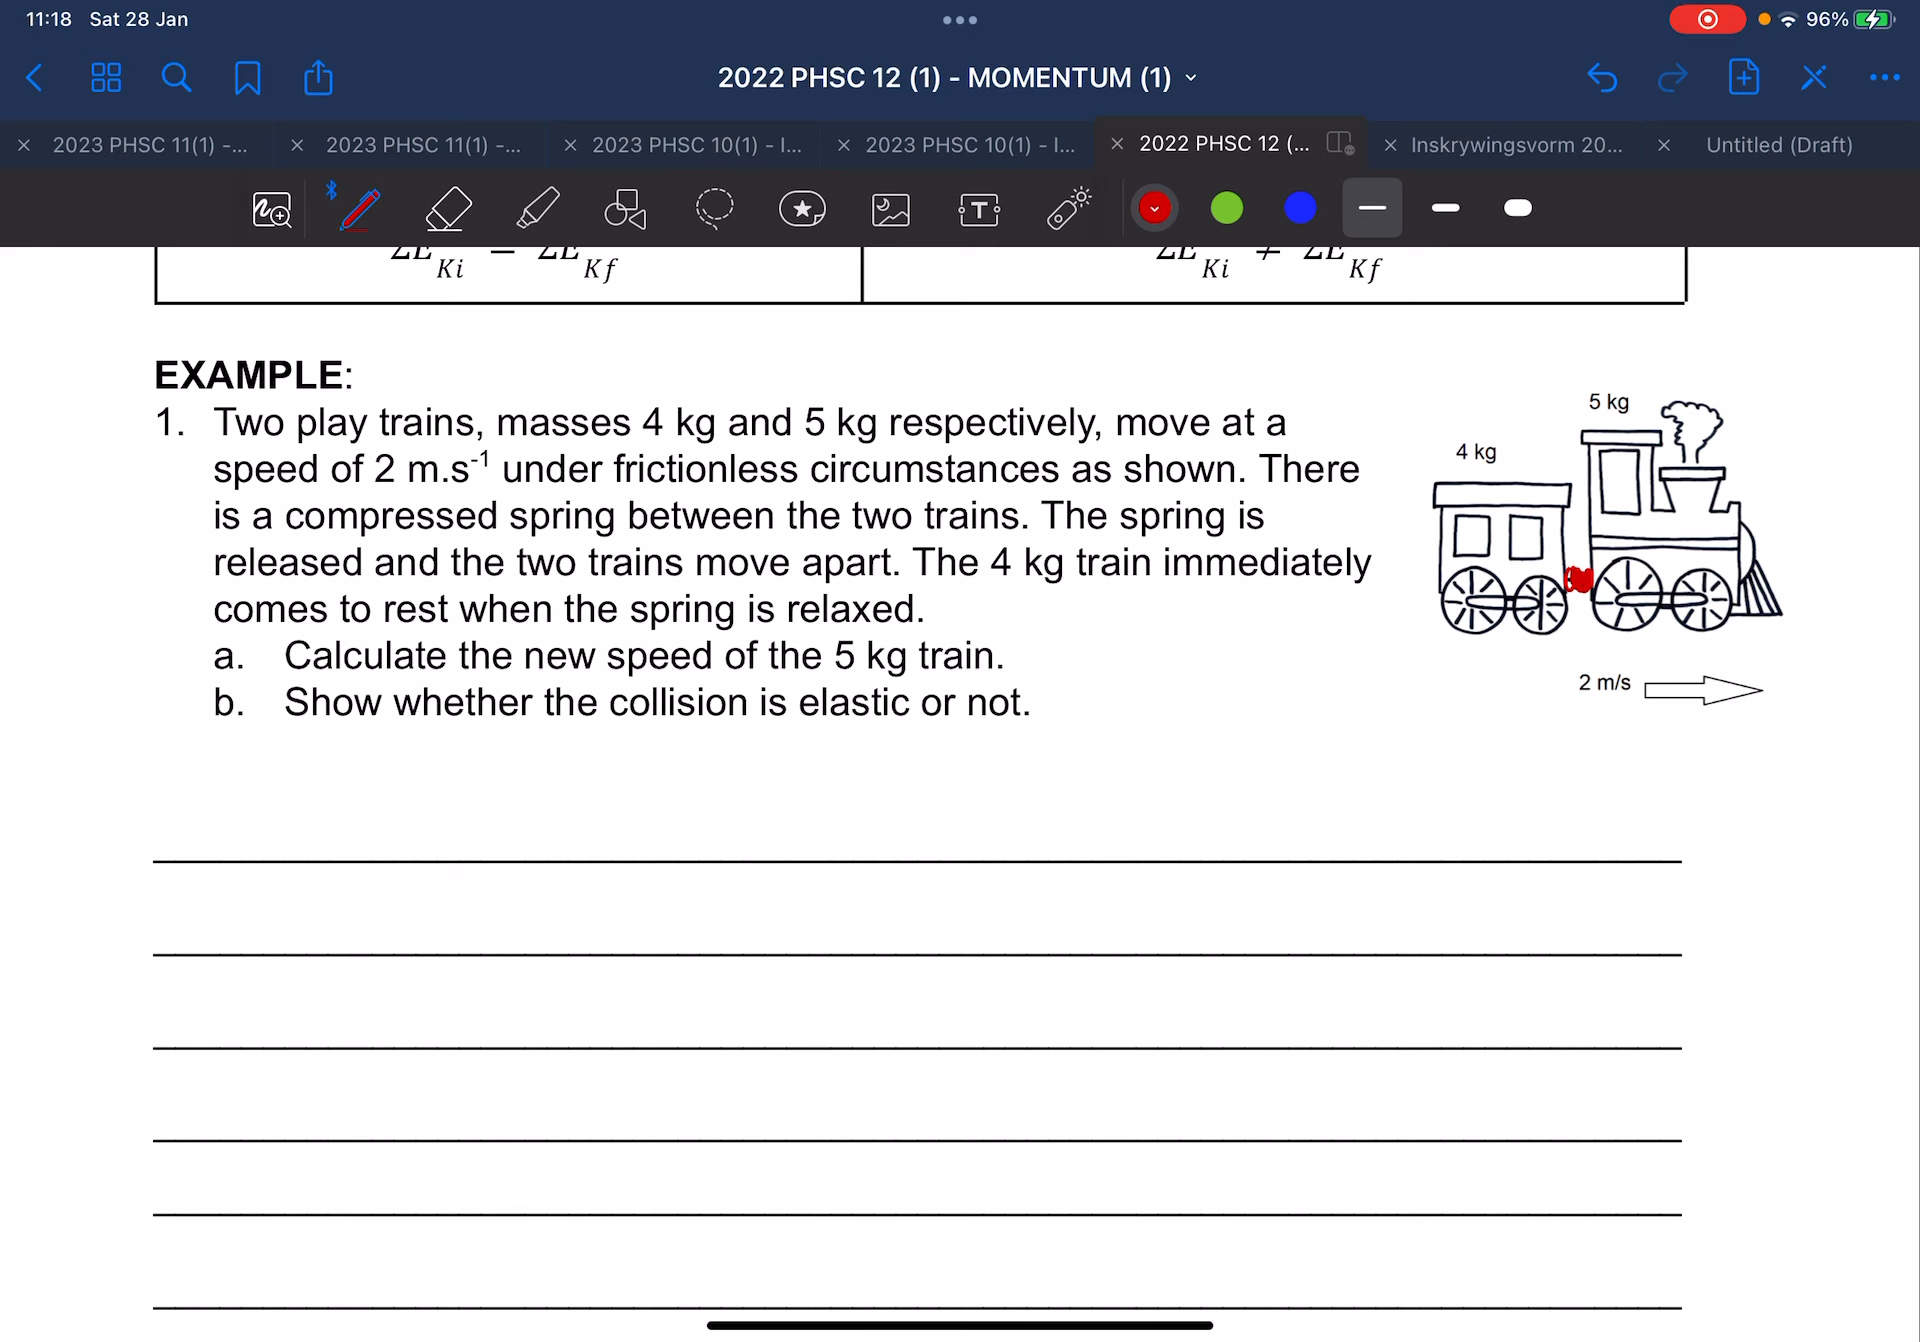 11:18 Sat 28 Jan
96%
2022 PHSC 12 (1) - MOMENTUM (1)
2023 PHSC 11(1) -...
2023 PHSC 11(1) -...
2023 PHSC 10(1) - I...
2023 PHSC 10(1) - I...
2022 PHSC 12 (...
Inskrywingsvorm 20...
Untitled (Draft)
T
ΣE_Ki = ΣE_Kf
ΣE_Ki ≠ ΣE_Kf
EXAMPLE:
1. Two play trains, masses 4 kg and 5 kg respectively, move at a
speed of 2 m.s⁻¹ under frictionless circumstances as shown. There
is a compressed spring between the two trains. The spring is
released and the two trains move apart. The 4 kg train immediately
comes to rest when the spring is relaxed.
a. Calculate the new speed of the 5 kg train.
b. Show whether the collision is elastic or not.
5 kg
4 kg
2 m/s